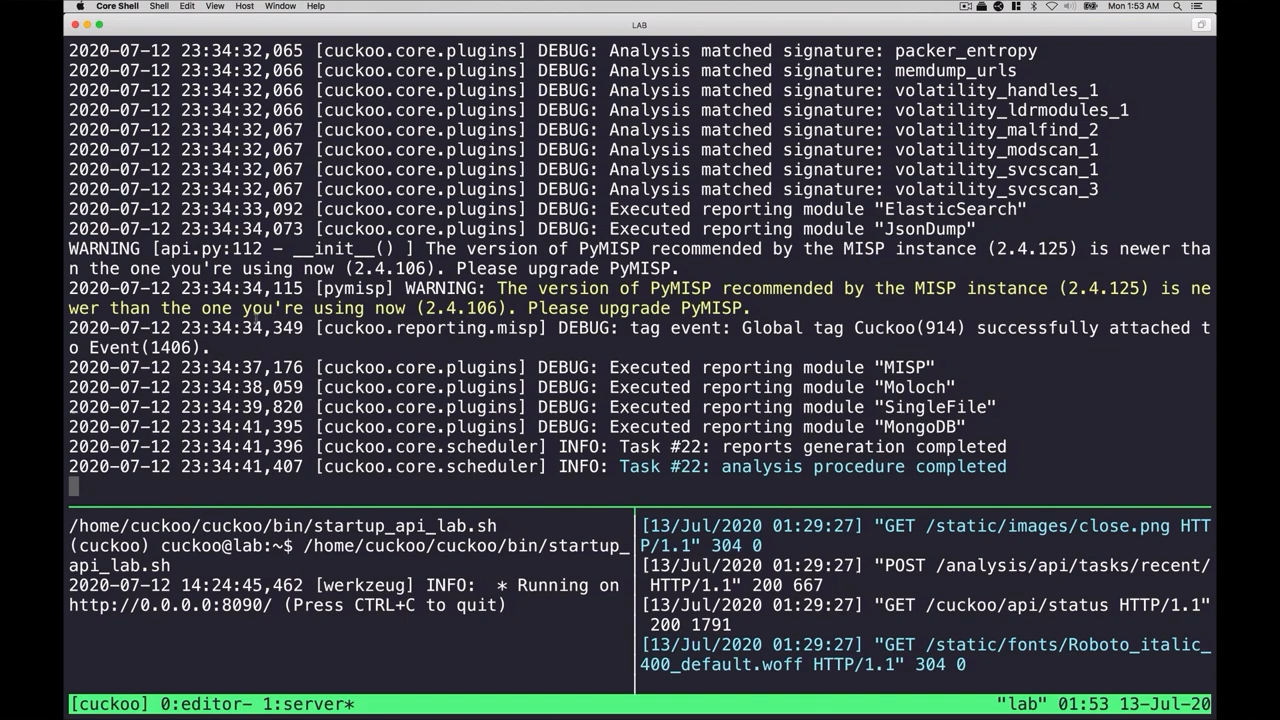 Core Shell Shell Edit View Host Window Help Mon 1:53 AM
LAB
2020-07-12 23:34:32,065 [cuckoo.core.plugins] DEBUG: Analysis matched signature: packer_entropy
2020-07-12 23:34:32,066 [cuckoo.core.plugins] DEBUG: Analysis matched signature: memdump_urls
2020-07-12 23:34:32,066 [cuckoo.core.plugins] DEBUG: Analysis matched signature: volatility_handles_1
2020-07-12 23:34:32,066 [cuckoo.core.plugins] DEBUG: Analysis matched signature: volatility_ldrmodules_1
2020-07-12 23:34:32,067 [cuckoo.core.plugins] DEBUG: Analysis matched signature: volatility_malfind_2
2020-07-12 23:34:32,067 [cuckoo.core.plugins] DEBUG: Analysis matched signature: volatility_modscan_1
2020-07-12 23:34:32,067 [cuckoo.core.plugins] DEBUG: Analysis matched signature: volatility_svcscan_1
2020-07-12 23:34:32,067 [cuckoo.core.plugins] DEBUG: Analysis matched signature: volatility_svcscan_3
2020-07-12 23:34:33,092 [cuckoo.core.plugins] DEBUG: Executed reporting module "ElasticSearch"
2020-07-12 23:34:34,073 [cuckoo.core.plugins] DEBUG: Executed reporting module "JsonDump"
WARNING [api.py:112 - __init__() ] The version of PyMISP recommended by the MISP instance (2.4.125) is newer tha
n the one you're using now (2.4.106). Please upgrade PyMISP.
2020-07-12 23:34:34,115 [pymisp] WARNING: The version of PyMISP recommended by the MISP instance (2.4.125) is ne
wer than the one you're using now (2.4.106). Please upgrade PyMISP.
2020-07-12 23:34:34,349 [cuckoo.reporting.misp] DEBUG: tag event: Global tag Cuckoo(914) successfully attached t
o Event(1406).
2020-07-12 23:34:37,176 [cuckoo.core.plugins] DEBUG: Executed reporting module "MISP"
2020-07-12 23:34:38,059 [cuckoo.core.plugins] DEBUG: Executed reporting module "Moloch"
2020-07-12 23:34:39,820 [cuckoo.core.plugins] DEBUG: Executed reporting module "SingleFile"
2020-07-12 23:34:41,395 [cuckoo.core.plugins] DEBUG: Executed reporting module "MongoDB"
2020-07-12 23:34:41,396 [cuckoo.core.scheduler] INFO: Task #22: reports generation completed
2020-07-12 23:34:41,407 [cuckoo.core.scheduler] INFO: Task #22: analysis procedure completed
/home/cuckoo/cuckoo/bin/startup_api_lab.sh
(cuckoo) cuckoo@lab:~$ /home/cuckoo/cuckoo/bin/startup_
api_lab.sh
2020-07-12 14:24:45,462 [werkzeug] INFO:  * Running on
http://0.0.0.0:8090/ (Press CTRL+C to quit)
[13/Jul/2020 01:29:27] "GET /static/images/close.png HTT
P/1.1" 304 0
[13/Jul/2020 01:29:27] "POST /analysis/api/tasks/recent/
HTTP/1.1" 200 667
[13/Jul/2020 01:29:27] "GET /cuckoo/api/status HTTP/1.1"
200 1791
[13/Jul/2020 01:29:27] "GET /static/fonts/Roboto_italic_
400_default.woff HTTP/1.1" 304 0
[cuckoo] 0:editor- 1:server* "lab" 01:53 13-Jul-20